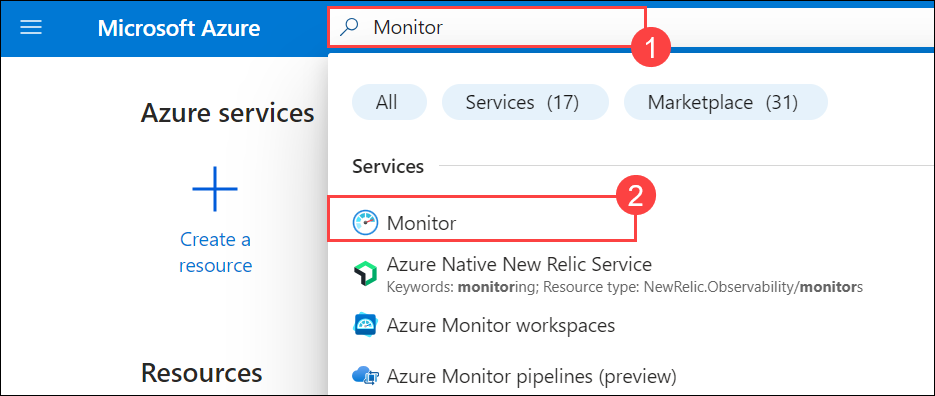 Microsoft Azure
Monitor
1
All
Services (17)
Marketplace (31)
Azure services
Services
2
Monitor
Create a
resource
Azure Native New Relic Service
Keywords: monitoring; Resource type: NewRelic.Observability/monitors
Azure Monitor workspaces
Resources
Azure Monitor pipelines (preview)